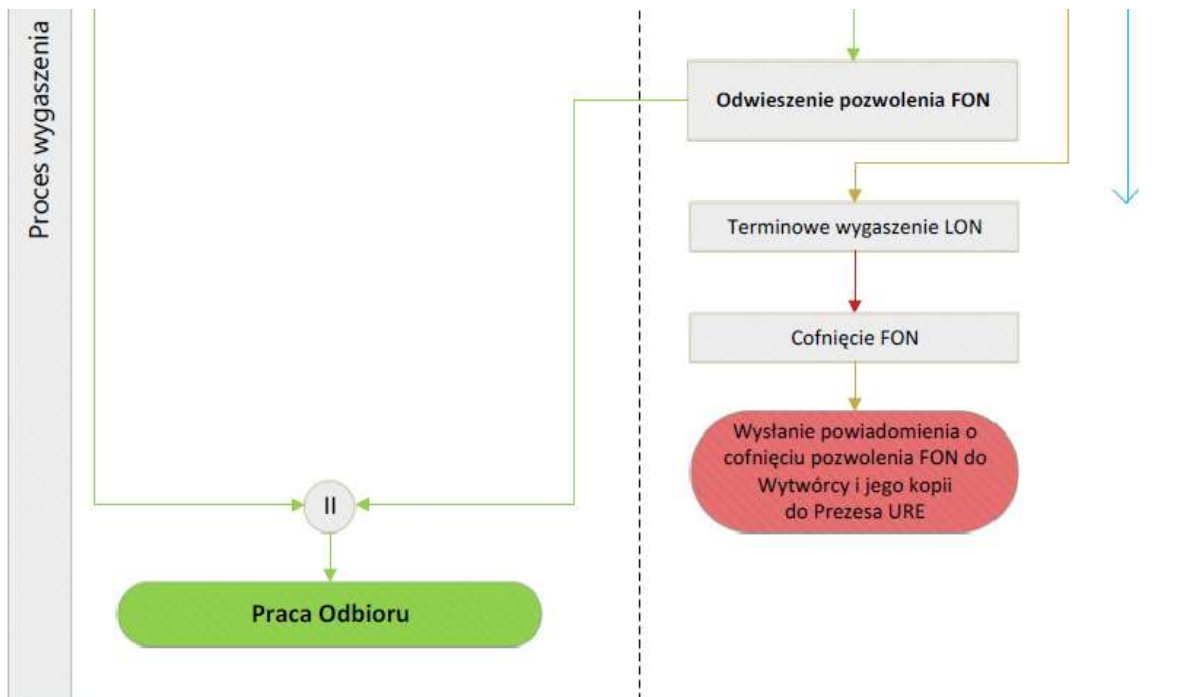 Proces wygaszenia
Odwieszenie pozwolenia FON
Terminowe wygaszenie LON
Cofnięcie FON
Wysłanie powiadomienia o
cofnięciu pozwolenia FON do
Wytwórcy i jego kopii
do Prezesa URE
II
Praca Odbioru